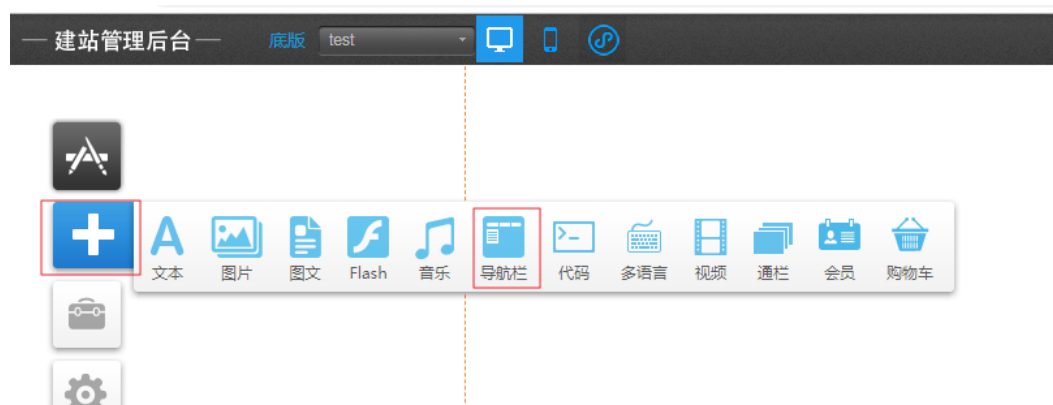 建站管理后台 底版 test
文本 图片 图文 Flash 音乐 导航栏 代码 多语言 视频 通栏 会员 购物车